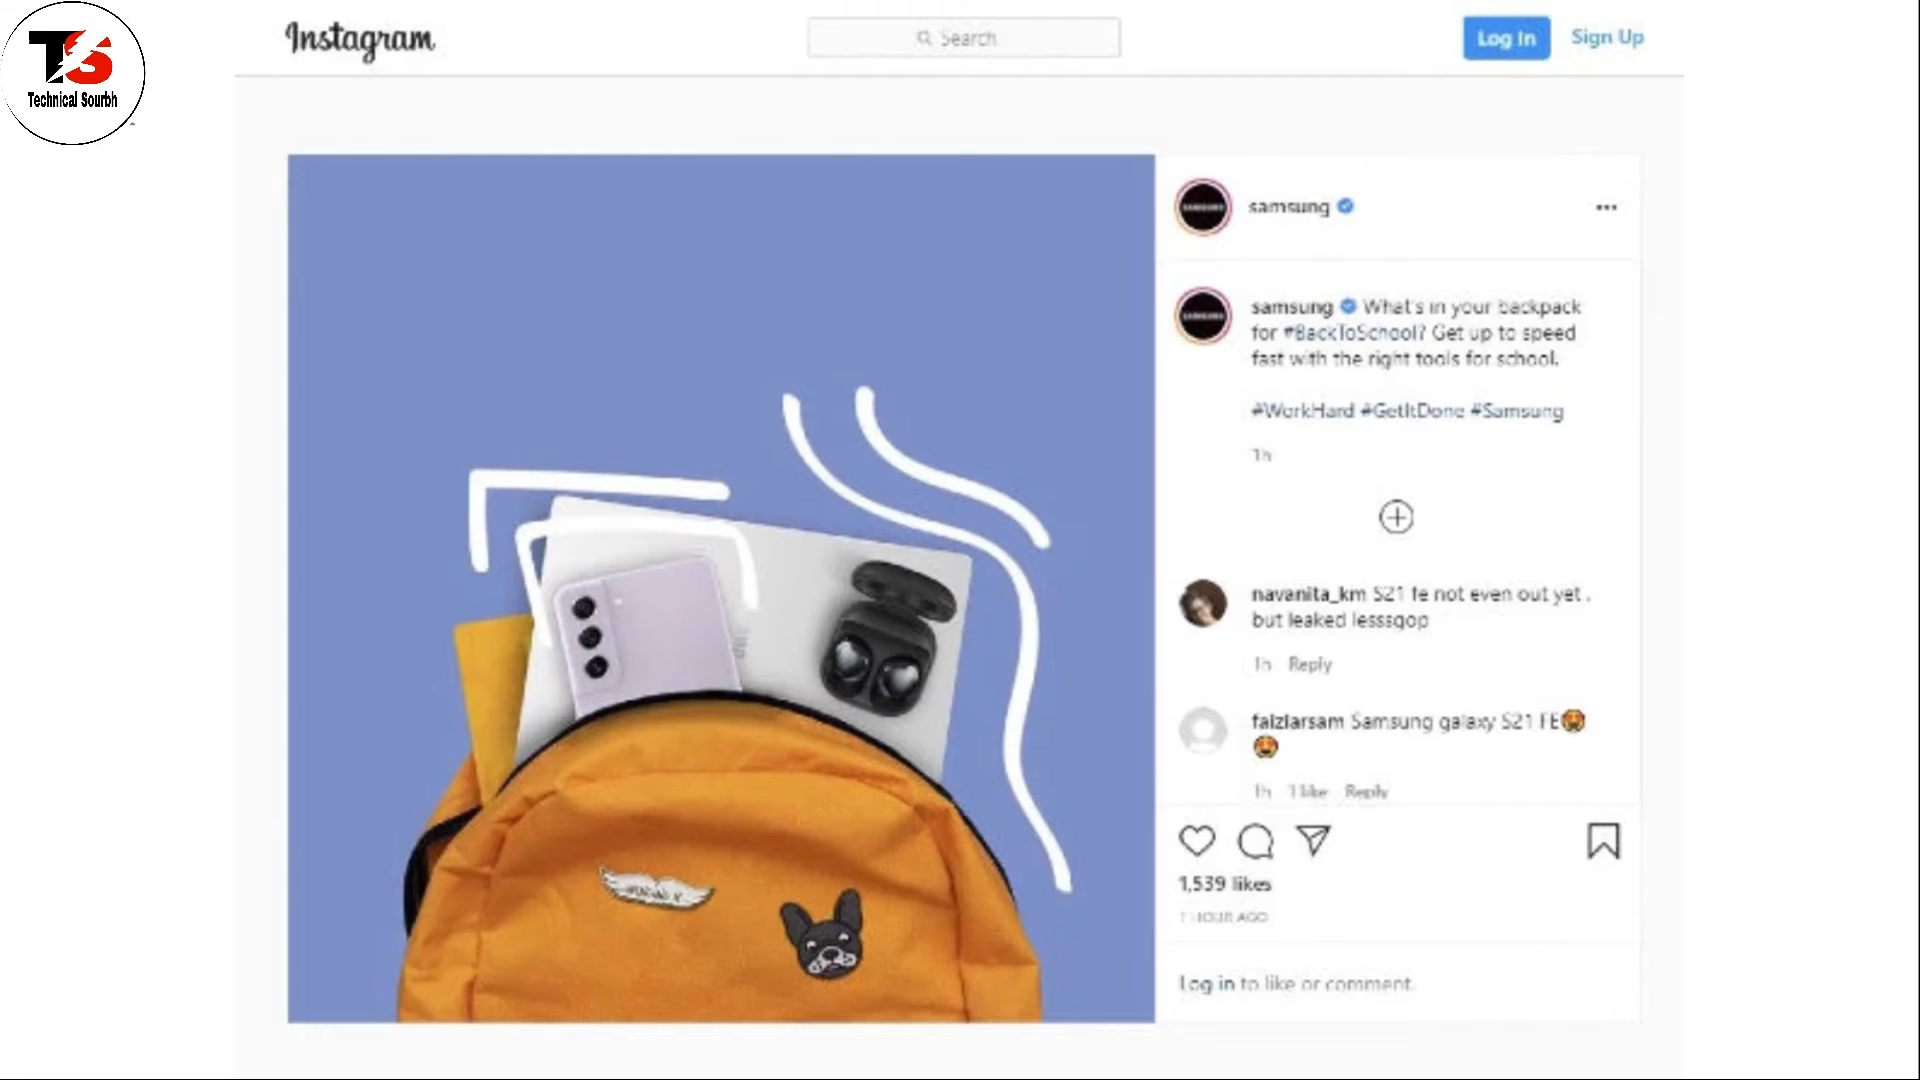 TS
Technical Sourbh
Instagram
Search
Log In
Sign Up
samsung
samsung What's in your backpack
for #BackToSchool? Get up to speed
fast with the right tools for school.
#WorkHard #GetItDone #Samsung
1h
navanita_km S21 fe not even out yet .
but leaked lesssgop
1h Reply
faiziarsam Samsung galaxy S21 FE
1h 1 like Reply
1,539 likes
1 HOUR AGO
Log in to like or comment.